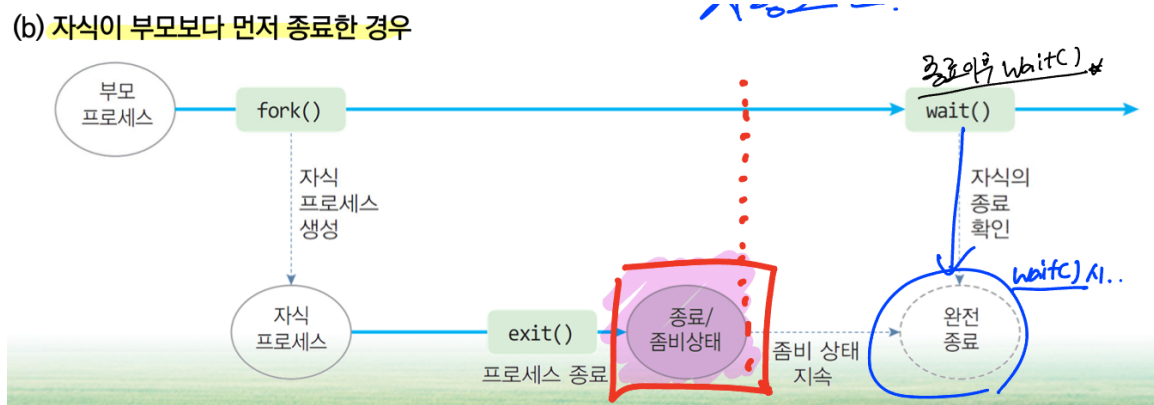 (b) 자식이 부모보다 먼저 종료한 경우
종료이후 wait()
부모
프로세스
fork()
wait()
자식
프로세스
생성
자식의
종료
확인
wait() 시..
자식
프로세스
exit()
종료/
좀비상태
완전
종료
프로세스 종료
좀비 상태
지속